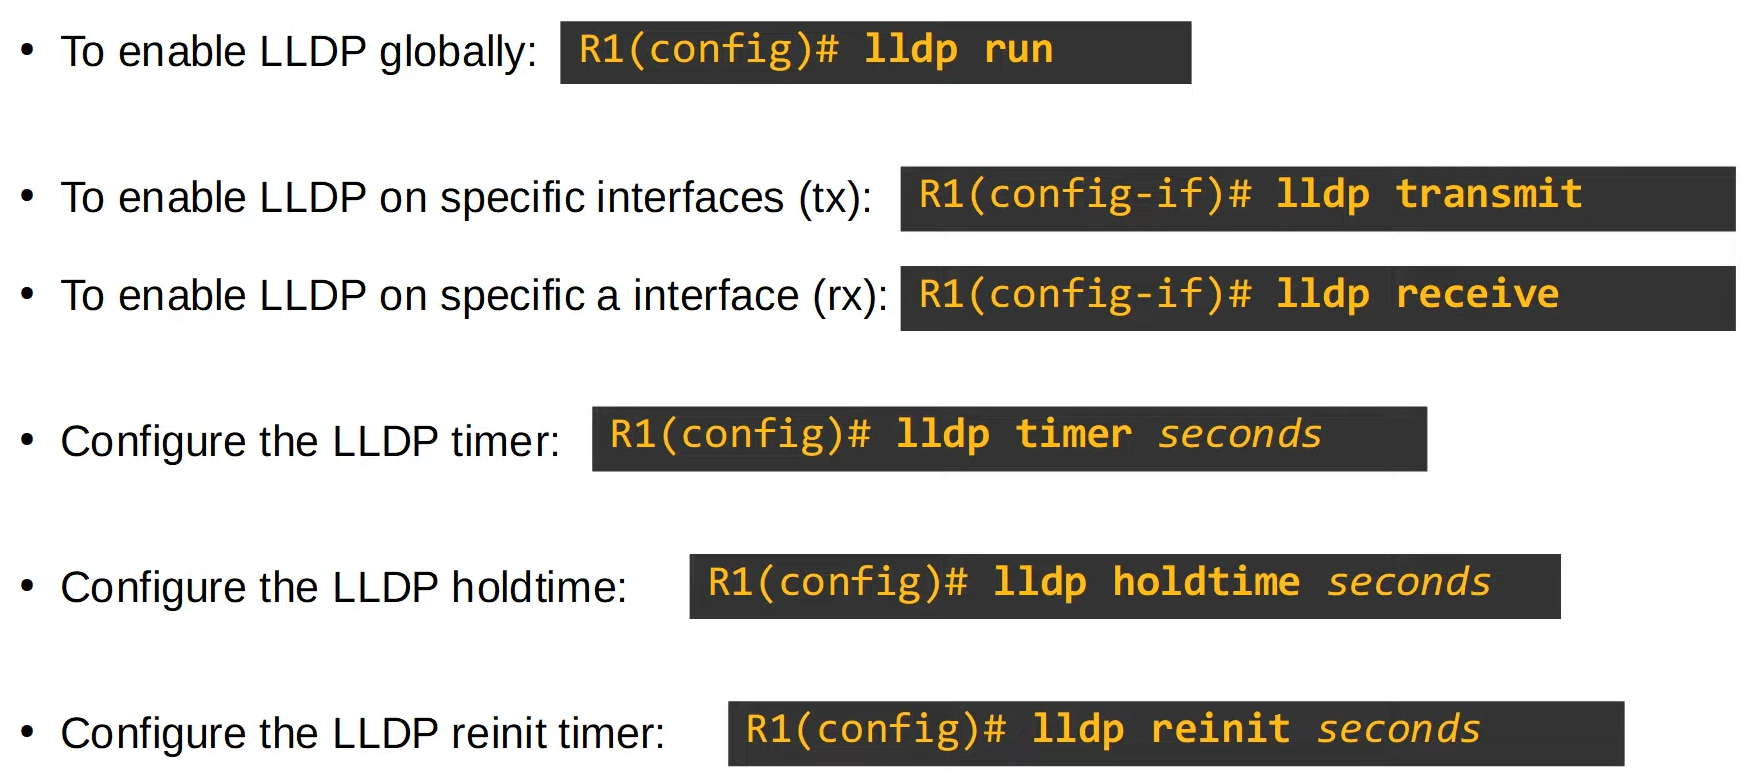 • To enable LLDP globally: R1(config)# lldp run
• To enable LLDP on specific interfaces (tx): R1(config-if)# lldp transmit
• To enable LLDP on specific a interface (rx): R1(config-if)# lldp receive
• Configure the LLDP timer: R1(config)# lldp timer seconds
• Configure the LLDP holdtime: R1(config)# lldp holdtime seconds
• Configure the LLDP reinit timer: R1(config)# lldp reinit seconds